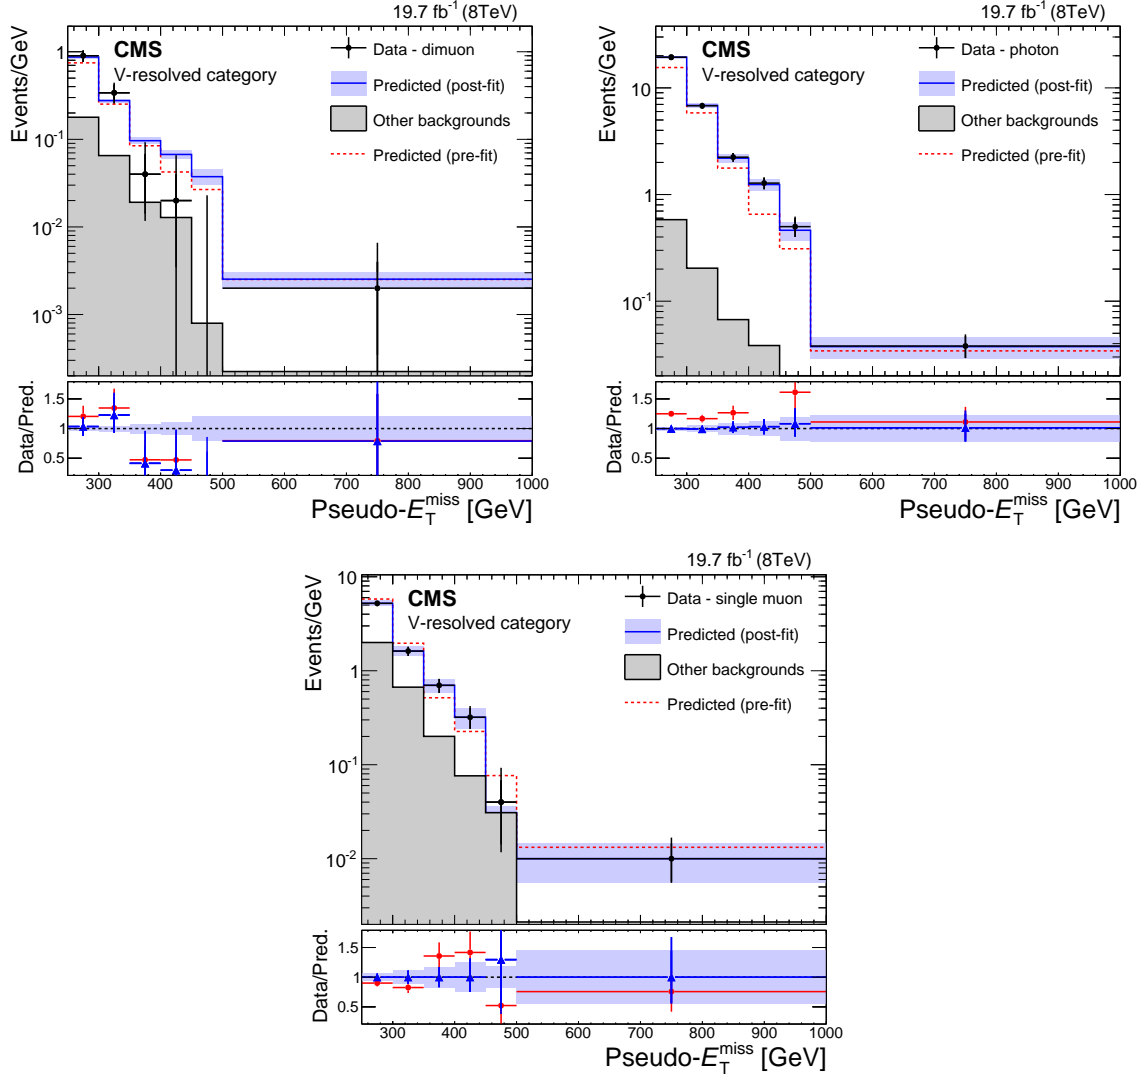 19.7 fb⁻¹ (8TeV)
CMS
V-resolved category
Data - dimuon
Predicted (post-fit)
Other backgrounds
Predicted (pre-fit)
Events/GeV
1
10⁻¹
10⁻²
10⁻³
Data/Pred.
1.5
1
0.5
300 400 500 600 700 800 900 1000
Pseudo-E_T^miss [GeV]
19.7 fb⁻¹ (8TeV)
CMS
V-resolved category
Data - photon
Predicted (post-fit)
Other backgrounds
Predicted (pre-fit)
Events/GeV
10
1
10⁻¹
Data/Pred.
1.5
1
0.5
300 400 500 600 700 800 900 1000
Pseudo-E_T^miss [GeV]
19.7 fb⁻¹ (8TeV)
CMS
V-resolved category
Data - single muon
Predicted (post-fit)
Other backgrounds
Predicted (pre-fit)
Events/GeV
10
1
10⁻¹
10⁻²
Data/Pred.
1.5
1
0.5
300 400 500 600 700 800 900 1000
Pseudo-E_T^miss [GeV]